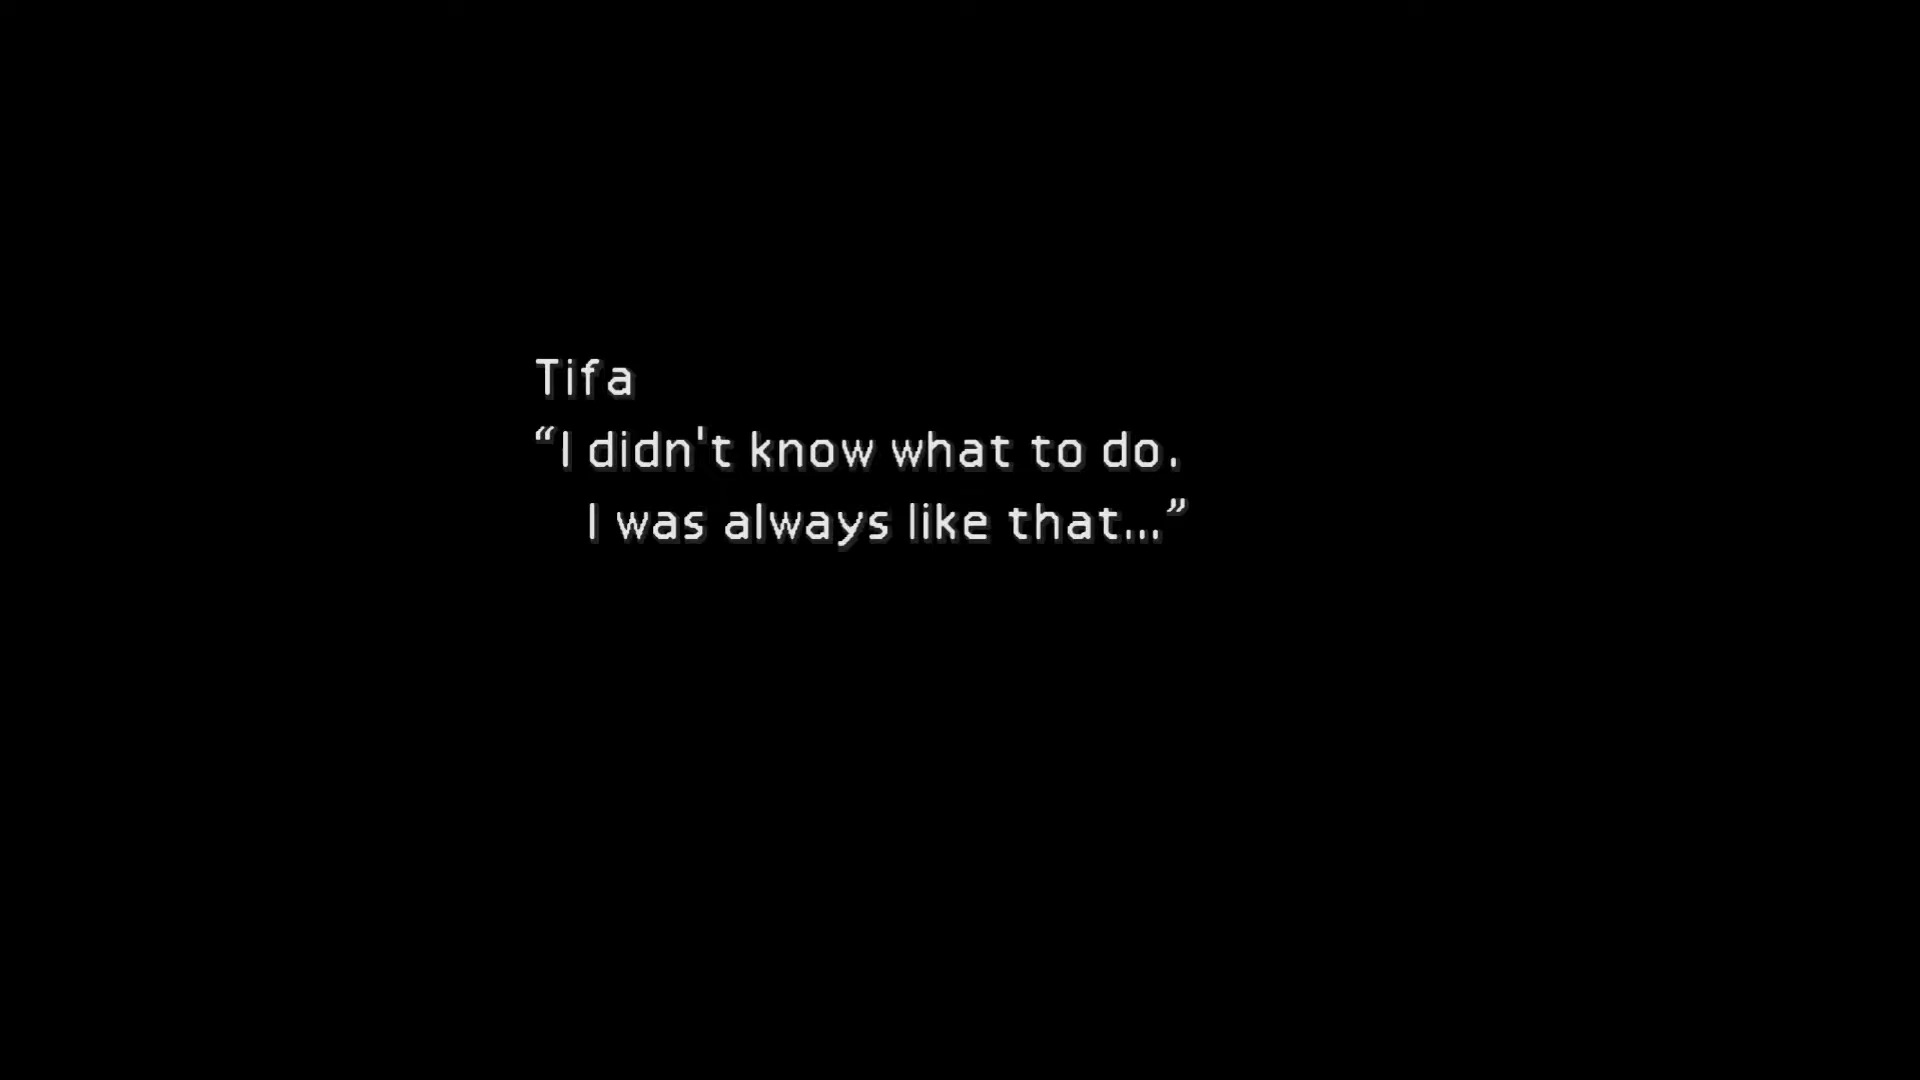 Tifa
“I didn't know what to do.
I was always like that…”